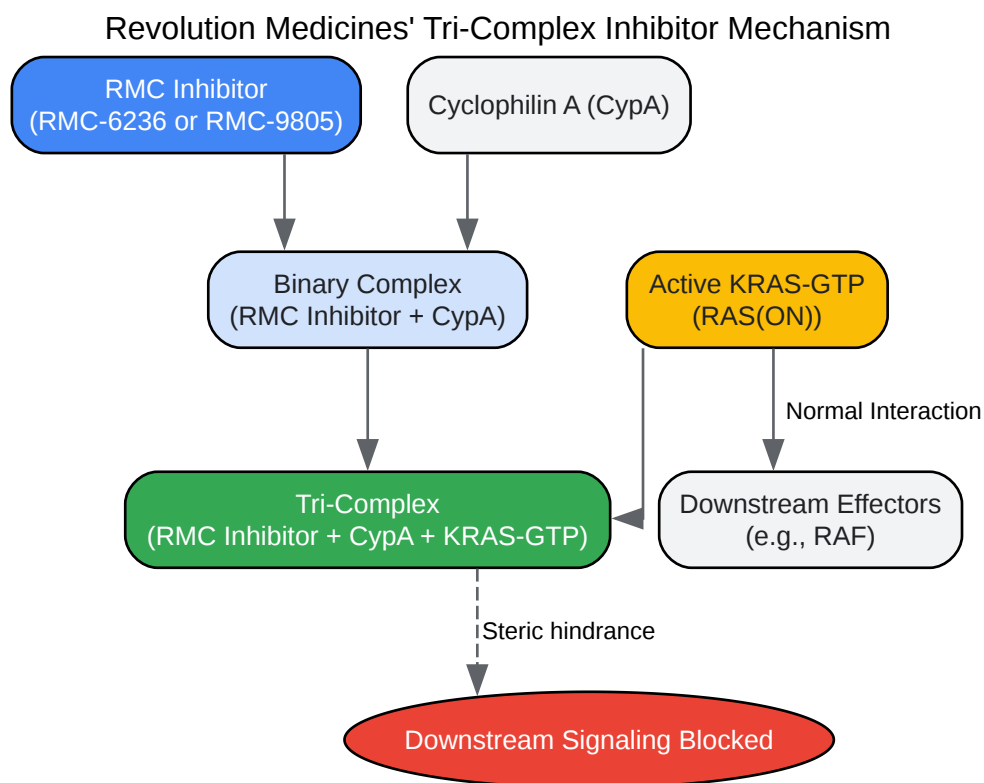 Revolution Medicines' Tri-Complex Inhibitor Mechanism
RMC Inhibitor
(RMC-6236 or RMC-9805)
Cyclophilin A (CypA)
Binary Complex
(RMC Inhibitor + CypA)
Active KRAS-GTP
(RAS(ON))
Normal Interaction
Tri-Complex
(RMC Inhibitor + CypA + KRAS-GTP)
Downstream Effectors
(e.g., RAF)
Steric hindrance
Downstream Signaling Blocked